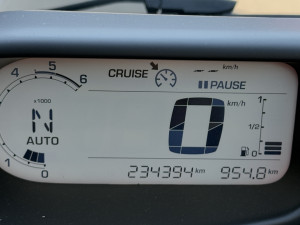 CRUISE -- km/h
PAUSE
4 5 6
x1000
N
AUTO
1 0
0 km/h
1
1/2
0
234394 km 954.8 km